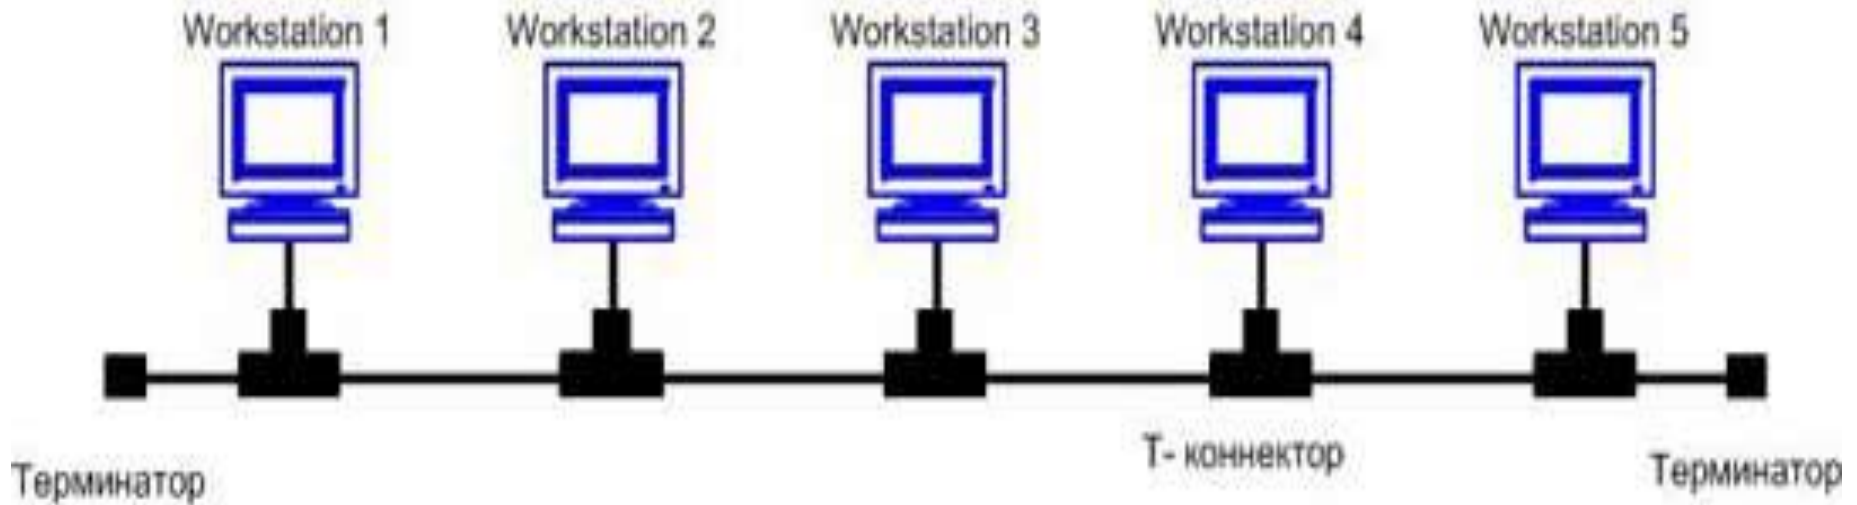 Workstation 1
Workstation 2
Workstation 3
Workstation 4
Workstation 5
Т- коннектор
Терминатор
Терминатор